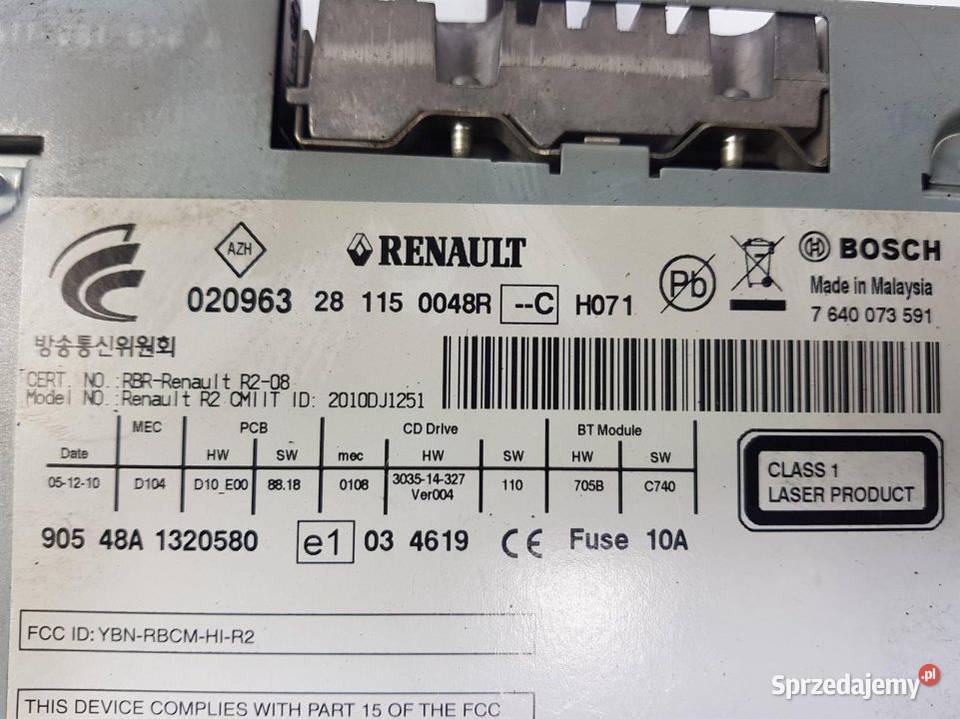 AZH RENAULT BOSCH
020963 28 115 0048R --C H071 Pb Made in Malaysia
7 640 073 591
방송통신위원회
CERT. NO.:RBR-Renault R2-08
Model NO.:Renault R2 CMIIT ID: 2010DJ1251
MEC PCB CD Drive BT Module
Date HW SW mec HW SW HW SW
05-12-10 D104 D10_E00 88.18 0108 3035-14-327 110 705B C740
Ver004
CLASS 1
LASER PRODUCT
905 48A 1320580 e1 03 4619 CE Fuse 10A
FCC ID: YBN-RBCM-HI-R2
THIS DEVICE COMPLIES WITH PART 15 OF THE FCC
Sprzedajemy.pl